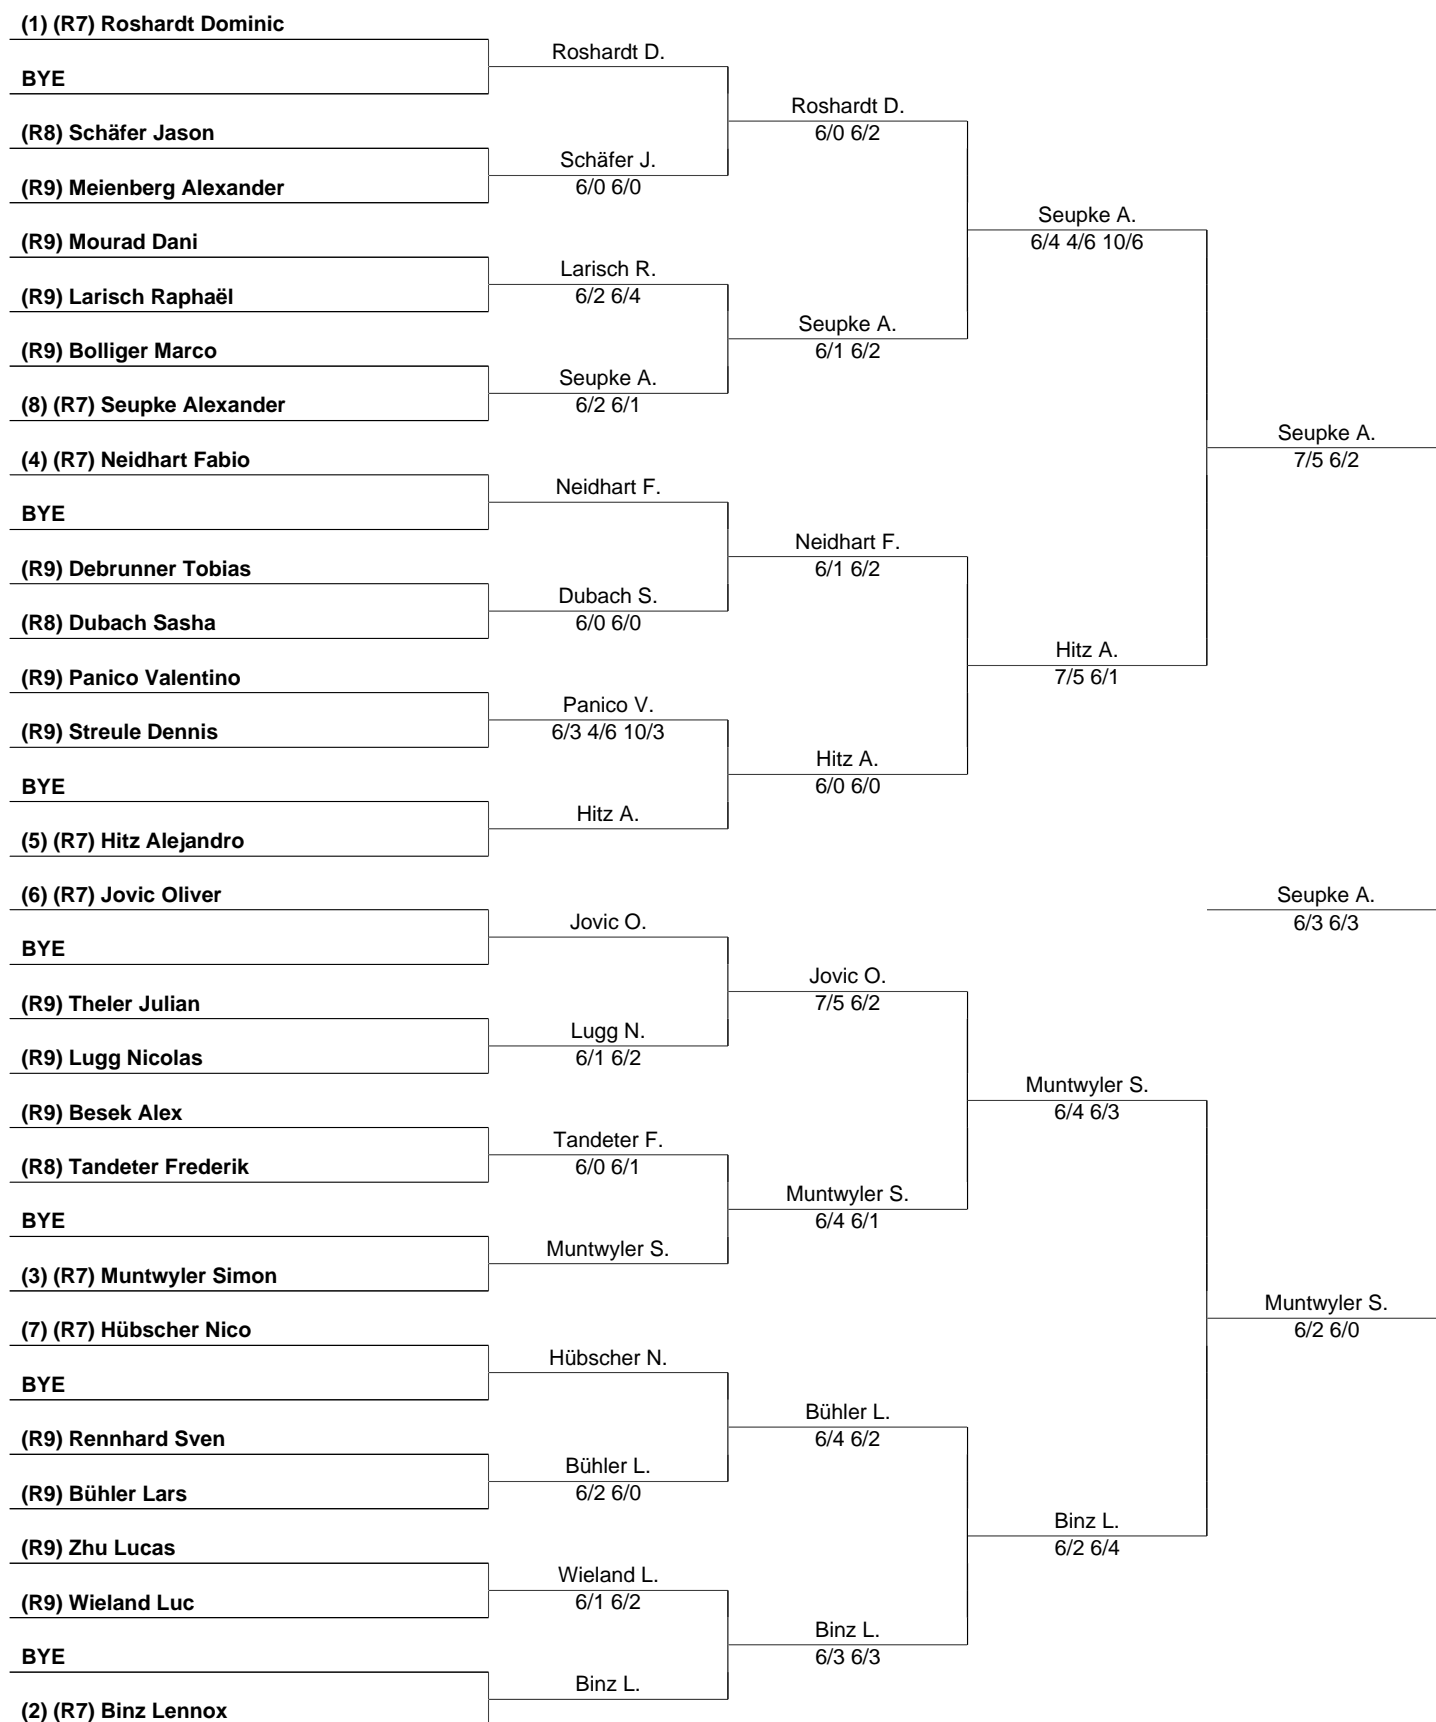 (1) (R7) Roshardt Dominic
BYE
(R8) Schäfer Jason
(R9) Meienberg Alexander
(R9) Mourad Dani
(R9) Larisch Raphaël
(R9) Bolliger Marco
(8) (R7) Seupke Alexander
(4) (R7) Neidhart Fabio
BYE
(R9) Debrunner Tobias
(R8) Dubach Sasha
(R9) Panico Valentino
(R9) Streule Dennis
BYE
(5) (R7) Hitz Alejandro
(6) (R7) Jovic Oliver
BYE
(R9) Theler Julian
(R9) Lugg Nicolas
(R9) Besek Alex
(R8) Tandeter Frederik
BYE
(3) (R7) Muntwyler Simon
(7) (R7) Hübscher Nico
BYE
(R9) Rennhard Sven
(R9) Bühler Lars
(R9) Zhu Lucas
(R9) Wieland Luc
BYE
(2) (R7) Binz Lennox
Roshardt D.
Schäfer J.
6/0 6/0
Larisch R.
6/2 6/4
Seupke A.
6/2 6/1
Neidhart F.
Dubach S.
6/0 6/0
Panico V.
6/3 4/6 10/3
Hitz A.
Jovic O.
Lugg N.
6/1 6/2
Tandeter F.
6/0 6/1
Muntwyler S.
Hübscher N.
Bühler L.
6/2 6/0
Wieland L.
6/1 6/2
Binz L.
Roshardt D.
6/0 6/2
Seupke A.
6/1 6/2
Neidhart F.
6/1 6/2
Hitz A.
6/0 6/0
Jovic O.
7/5 6/2
Muntwyler S.
6/4 6/1
Bühler L.
6/4 6/2
Binz L.
6/3 6/3
Seupke A.
6/4 4/6 10/6
Hitz A.
7/5 6/1
Muntwyler S.
6/4 6/3
Binz L.
6/2 6/4
Seupke A.
7/5 6/2
Seupke A.
6/3 6/3
Muntwyler S.
6/2 6/0